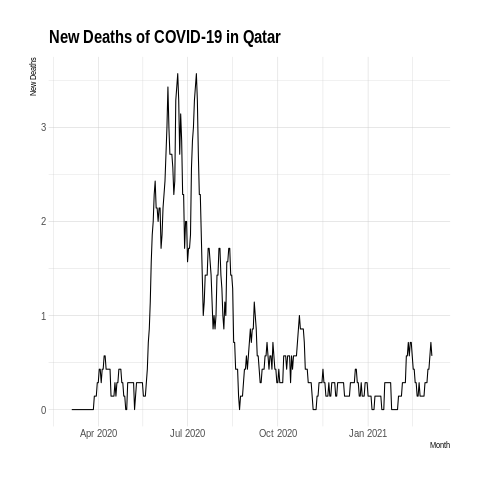 New Deaths of COVID-19 in Qatar
New Deaths
3
2
1
0
Apr 2020 Jul 2020 Oct 2020 Jan 2021
Month